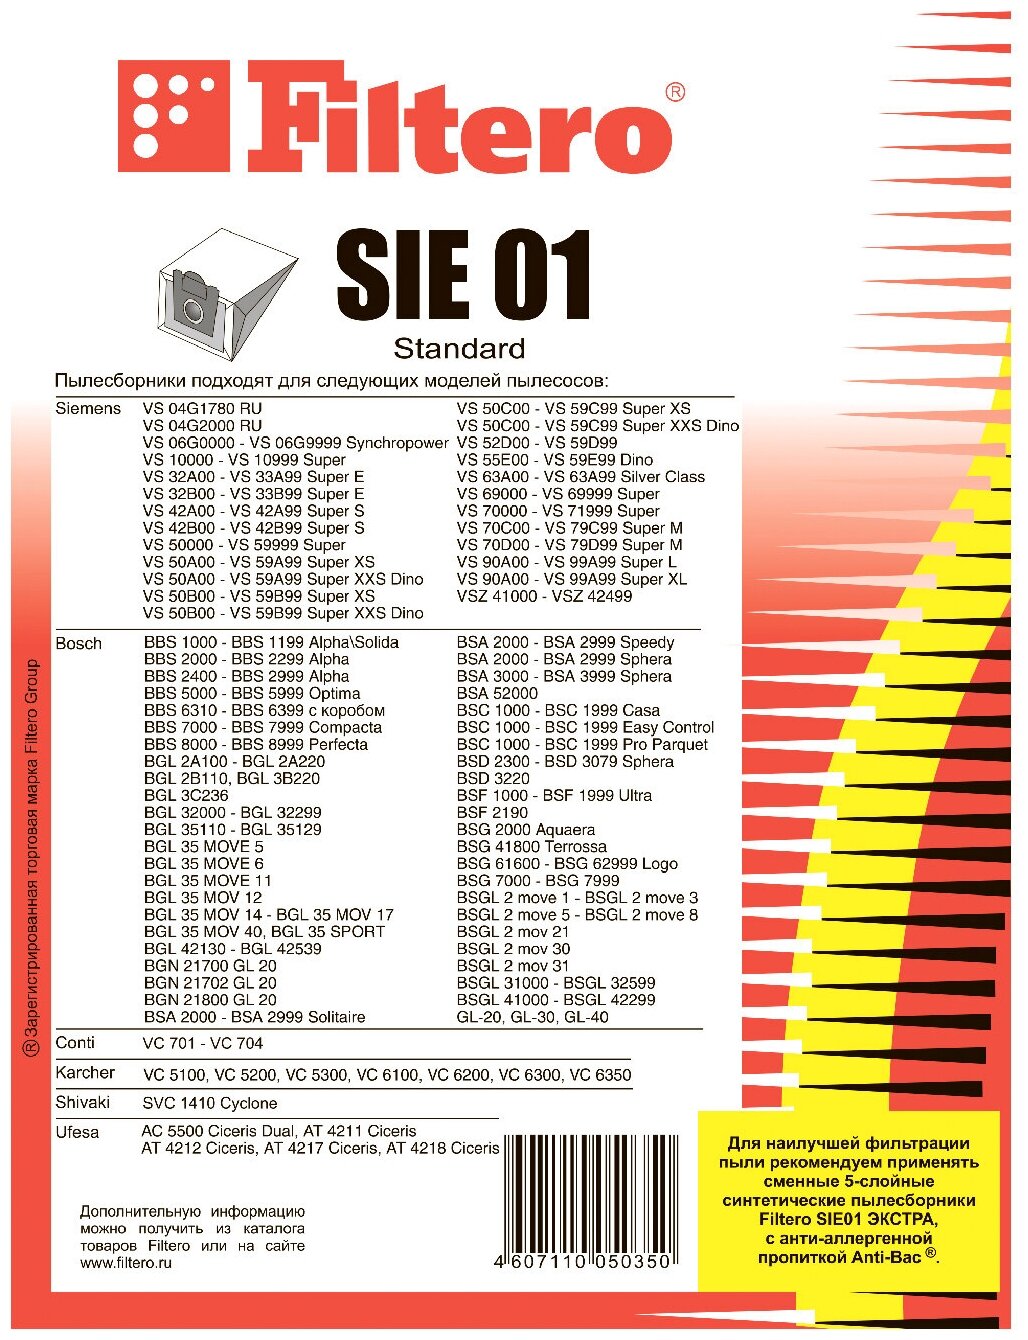 Filtero®
SIE 01
Standard
Пылесборники подходят для следующих моделей пылесосов:
Siemens
VS 04G1780 RU
VS 04G2000 RU
VS 06G0000 - VS 06G9999 Synchropower
VS 10000 - VS 10999 Super
VS 32A00 - VS 33A99 Super E
VS 32B00 - VS 33B99 Super E
VS 42A00 - VS 42A99 Super S
VS 42B00 - VS 42B99 Super S
VS 50000 - VS 59999 Super
VS 50A00 - VS 59A99 Super XS
VS 50A00 - VS 59A99 Super XXS Dino
VS 50B00 - VS 59B99 Super XS
VS 50B00 - VS 59B99 Super XXS Dino
VS 50C00 - VS 59C99 Super XS
VS 50C00 - VS 59C99 Super XXS Dino
VS 52D00 - VS 59D99
VS 55E00 - VS 59E99 Dino
VS 63A00 - VS 63A99 Silver Class
VS 69000 - VS 69999 Super
VS 70000 - VS 71999 Super
VS 70C00 - VS 79C99 Super M
VS 70D00 - VS 79D99 Super M
VS 90A00 - VS 99A99 Super L
VS 90A00 - VS 99A99 Super XL
VSZ 41000 - VSZ 42499
Bosch
BBS 1000 - BBS 1199 Alpha\Solida
BBS 2000 - BBS 2299 Alpha
BBS 2400 - BBS 2999 Alpha
BBS 5000 - BBS 5999 Optima
BBS 6310 - BBS 6399 с коробом
BBS 7000 - BBS 7999 Compacta
BBS 8000 - BBS 8999 Perfecta
BGL 2A100 - BGL 2A220
BGL 2B110, BGL 3B220
BGL 3C236
BGL 32000 - BGL 32299
BGL 35110 - BGL 35129
BGL 35 MOVE 5
BGL 35 MOVE 6
BGL 35 MOVE 11
BGL 35 MOV 12
BGL 35 MOV 14 - BGL 35 MOV 17
BGL 35 MOV 40, BGL 35 SPORT
BGL 42130 - BGL 42539
BGN 21700 GL 20
BGN 21702 GL 20
BGN 21800 GL 20
BSA 2000 - BSA 2999 Solitaire
BSA 2000 - BSA 2999 Speedy
BSA 2000 - BSA 2999 Sphera
BSA 3000 - BSA 3999 Sphera
BSA 52000
BSC 1000 - BSC 1999 Casa
BSC 1000 - BSC 1999 Easy Control
BSC 1000 - BSC 1999 Pro Parquet
BSD 2300 - BSD 3079 Sphera
BSD 3220
BSF 1000 - BSF 1999 Ultra
BSF 2190
BSG 2000 Aquaera
BSG 41800 Terrossa
BSG 61600 - BSG 62999 Logo
BSG 7000 - BSG 7999
BSGL 2 move 1 - BSGL 2 move 3
BSGL 2 move 5 - BSGL 2 move 8
BSGL 2 mov 21
BSGL 2 mov 30
BSGL 2 mov 31
BSGL 31000 - BSGL 32599
BSGL 41000 - BSGL 42299
GL-20, GL-30, GL-40
Conti
VC 701 - VC 704
Karcher
VC 5100, VC 5200, VC 5300, VC 6100, VC 6200, VC 6300, VC 6350
Shivaki
SVC 1410 Cyclone
Ufesa
AC 5500 Ciceris Dual, AT 4211 Ciceris
AT 4212 Ciceris, AT 4217 Ciceris, AT 4218 Ciceris
Дополнительную информацию
можно получить из каталога
товаров Filtero или на сайте
www.filtero.ru
4 607110 050350
Для наилучшей фильтрации
пыли рекомендуем применять
сменные 5-слойные
синтетические пылесборники
Filtero SIE01 ЭКСТРА,
с анти-аллергенной
пропиткой Anti-Bac ®.
® Зарегистрированная торговая марка Filtero Group